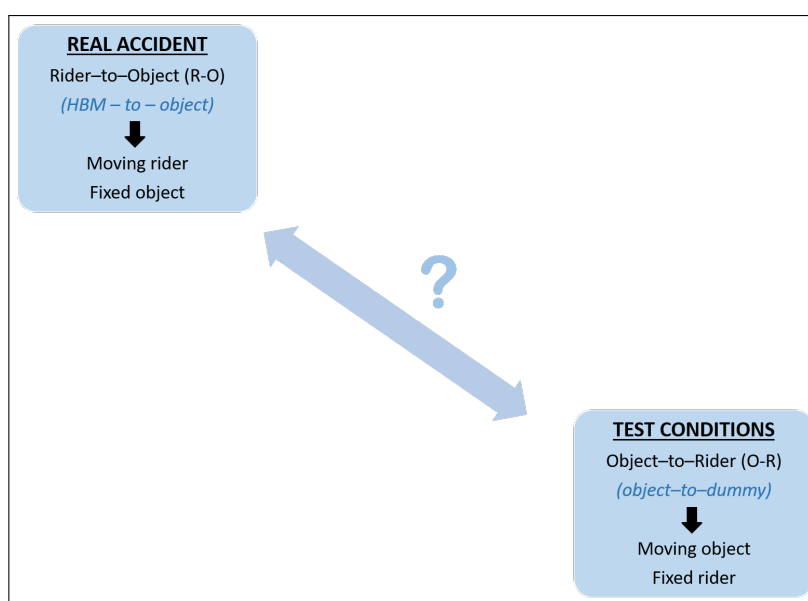 REAL ACCIDENT
Rider–to–Object (R-O)
(HBM – to – object)
Moving rider
Fixed object
?
TEST CONDITIONS
Object–to–Rider (O-R)
(object–to–dummy)
Moving object
Fixed rider